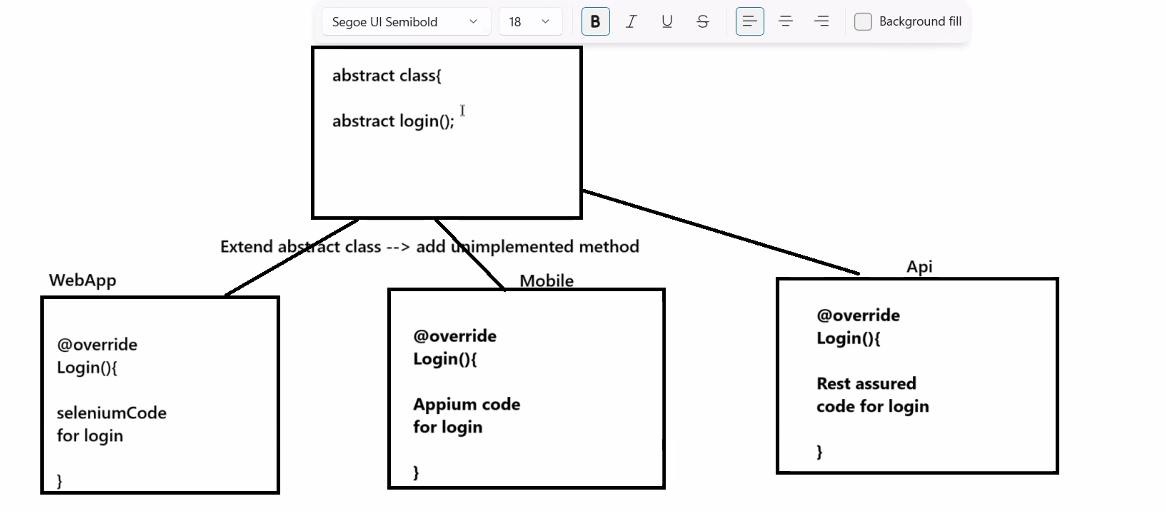 Segoe UI Semibold 18 B I U S Background fill
abstract class{
abstract login();
Extend abstract class --> add unimplemented method
WebApp
@override
Login(){
seleniumCode
for login
}
Mobile
@override
Login(){
Appium code
for login
}
Api
@override
Login(){
Rest assured
code for login
}